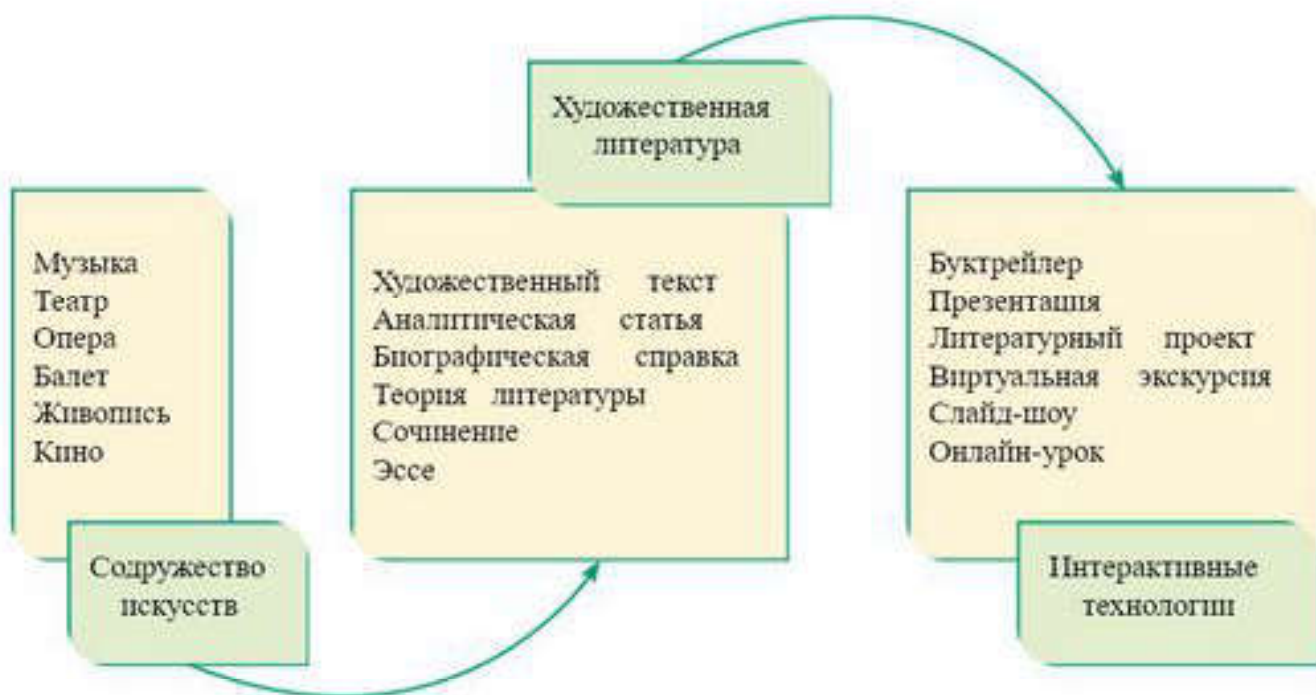 Художественная
литература
Музыка
Театр
Опера
Балет
Живопись
Кино
Содружество
искусств
Художественный текст
Аналитическая статья
Биографическая справка
Теория литературы
Сочинение
Эссе
Буктрейлер
Презентация
Литературный проект
Виртуальная экскурсия
Слайд-шоу
Онлайн-урок
Интерактивные
технологии